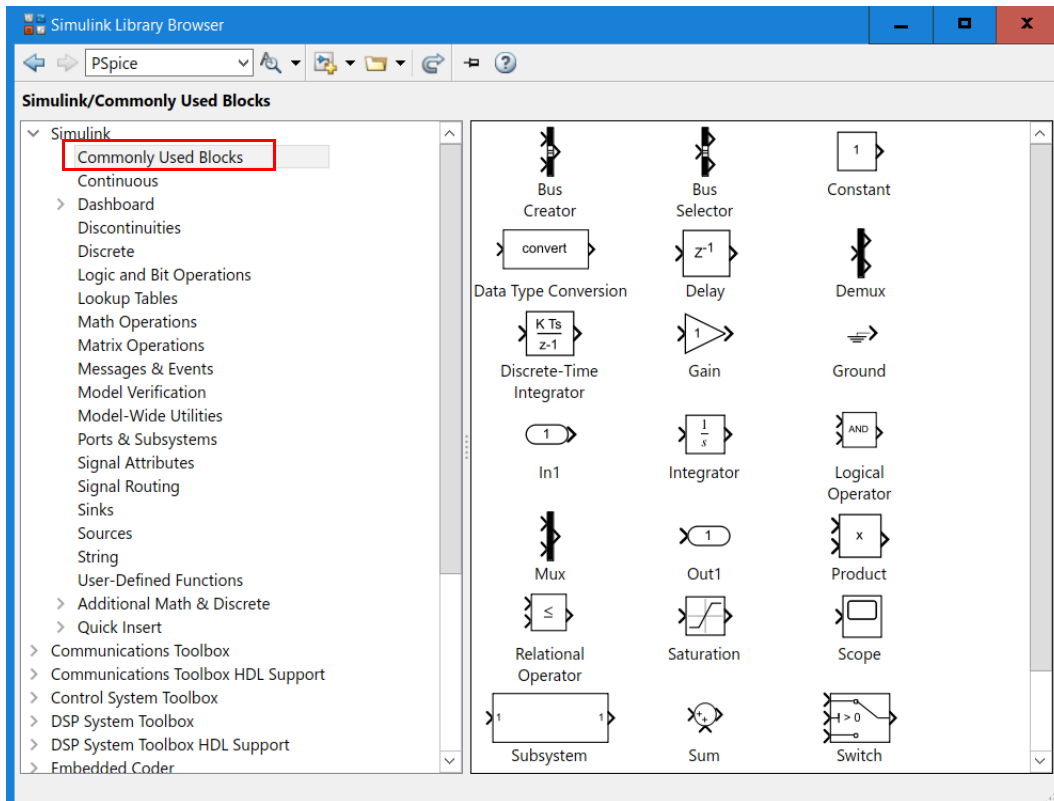 Simulink Library Browser
PSpice
Simulink/Commonly Used Blocks
Simulink
Commonly Used Blocks
Continuous
Dashboard
Discontinuities
Discrete
Logic and Bit Operations
Lookup Tables
Math Operations
Matrix Operations
Messages & Events
Model Verification
Model-Wide Utilities
Ports & Subsystems
Signal Attributes
Signal Routing
Sinks
Sources
String
User-Defined Functions
Additional Math & Discrete
Quick Insert
Communications Toolbox
Communications Toolbox HDL Support
Control System Toolbox
DSP System Toolbox
DSP System Toolbox HDL Support
Embedded Coder
Bus
Creator
Bus
Selector
1
Constant
convert
Data Type Conversion
z-1
Delay
Demux
K Ts
z-1
Discrete-Time
Integrator
1
Gain
Ground
1
In1
1
s
Integrator
AND
Logical
Operator
Mux
1
Out1
x
Product
≤
Relational
Operator
Saturation
Scope
1 1
Subsystem
+
+
Sum
> 0
Switch